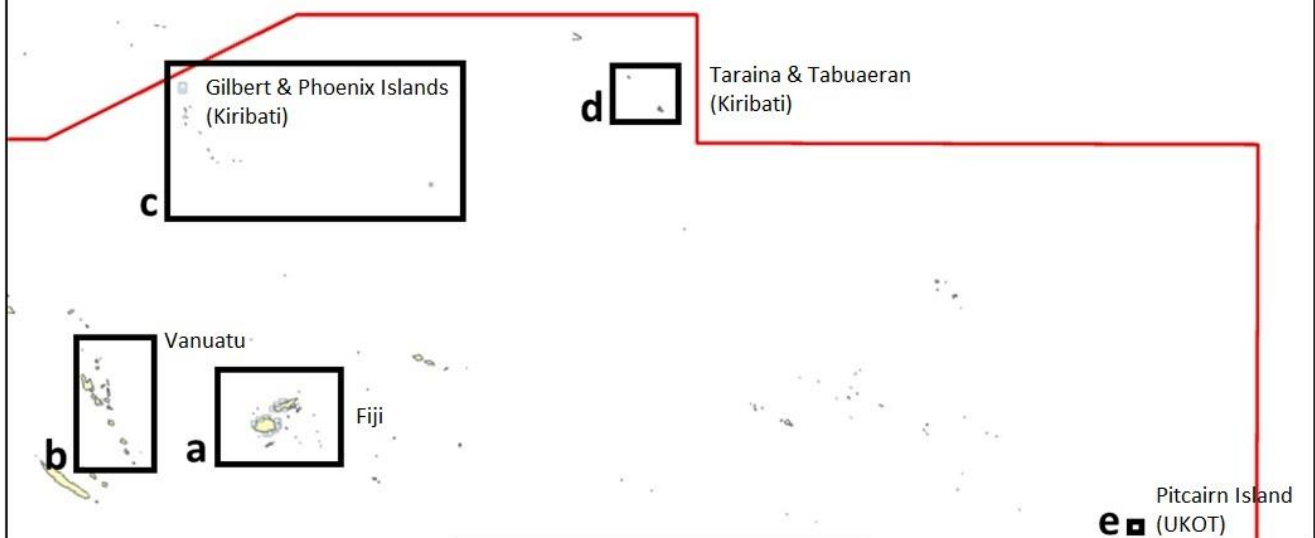 Gilbert & Phoenix Islands
(Kiribati)
c
d
Taraina & Tabuaeran
(Kiribati)
Vanuatu
b
a
Fiji
e
Pitcairn Island
(UKOT)